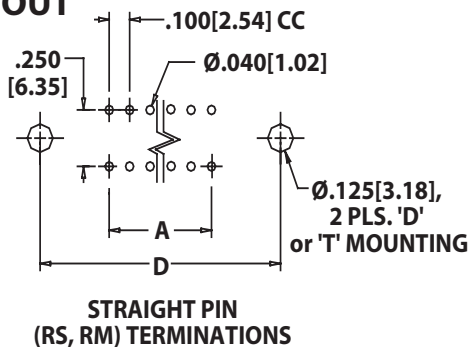 OUT
.100[2.54] CC
.250
[6.35]
Ø.040[1.02]
Ø.125[3.18],
2 PLS. 'D'
or 'T' MOUNTING
A
D
STRAIGHT PIN
(RS, RM) TERMINATIONS